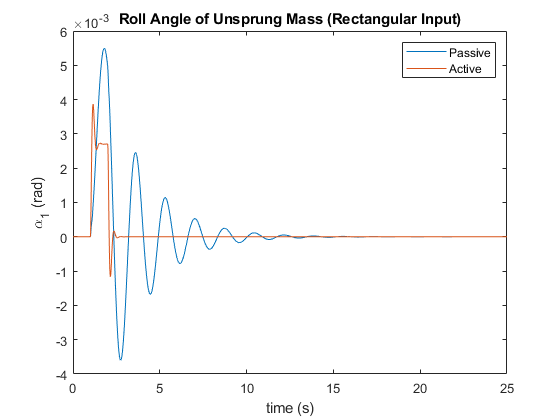 Roll Angle of Unsprung Mass (Rectangular Input)
×10⁻³
6
5
4
3
2
1
0
-1
-2
-3
-4
α₁ (rad)
Passive
Active
0 5 10 15 20 25
time (s)